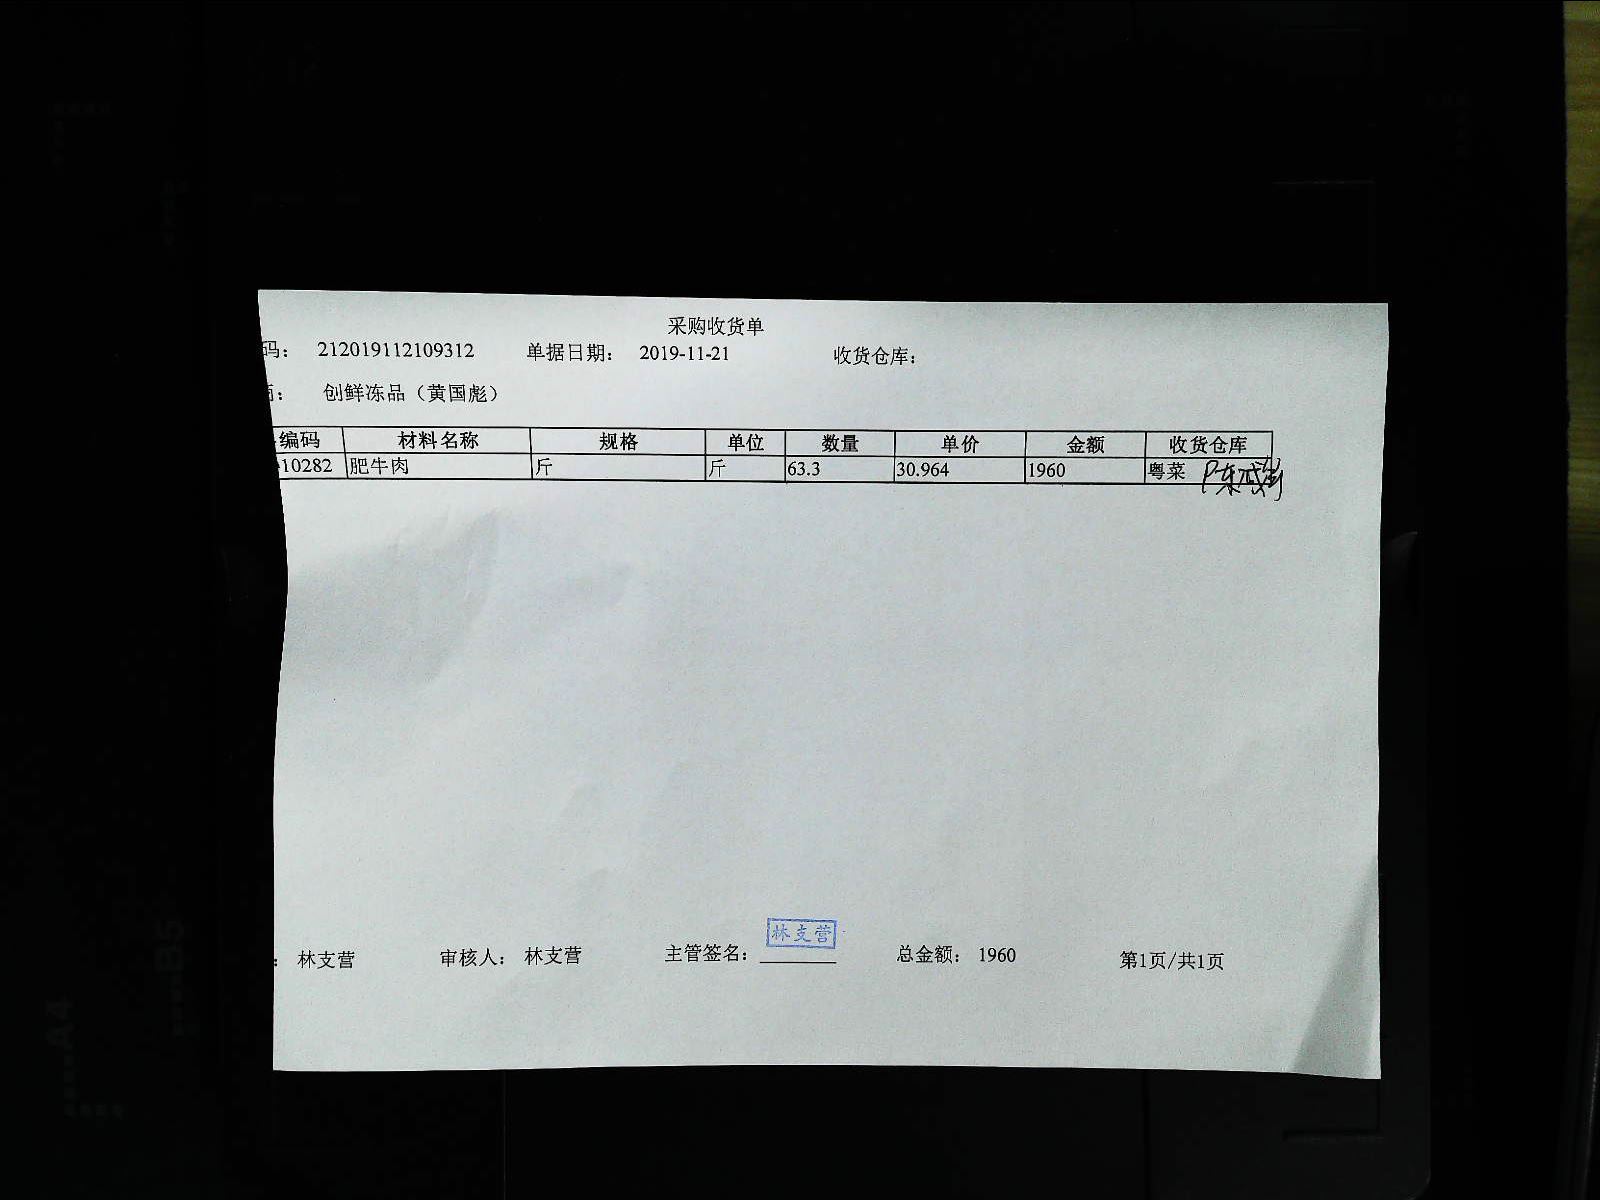 采购收货单
码： 212019112109312 单据日期： 2019-11-21 收货仓库：
商： 创鲜冻品（黄国彪）
编码 材料名称 规格 单位 数量 单价 金额 收货仓库
10282 肥牛肉 斤 斤 63.3 30.964 1960 粤菜
林支营
： 林支营 审核人： 林支营 主管签名： 总金额： 1960 第1页/共1页